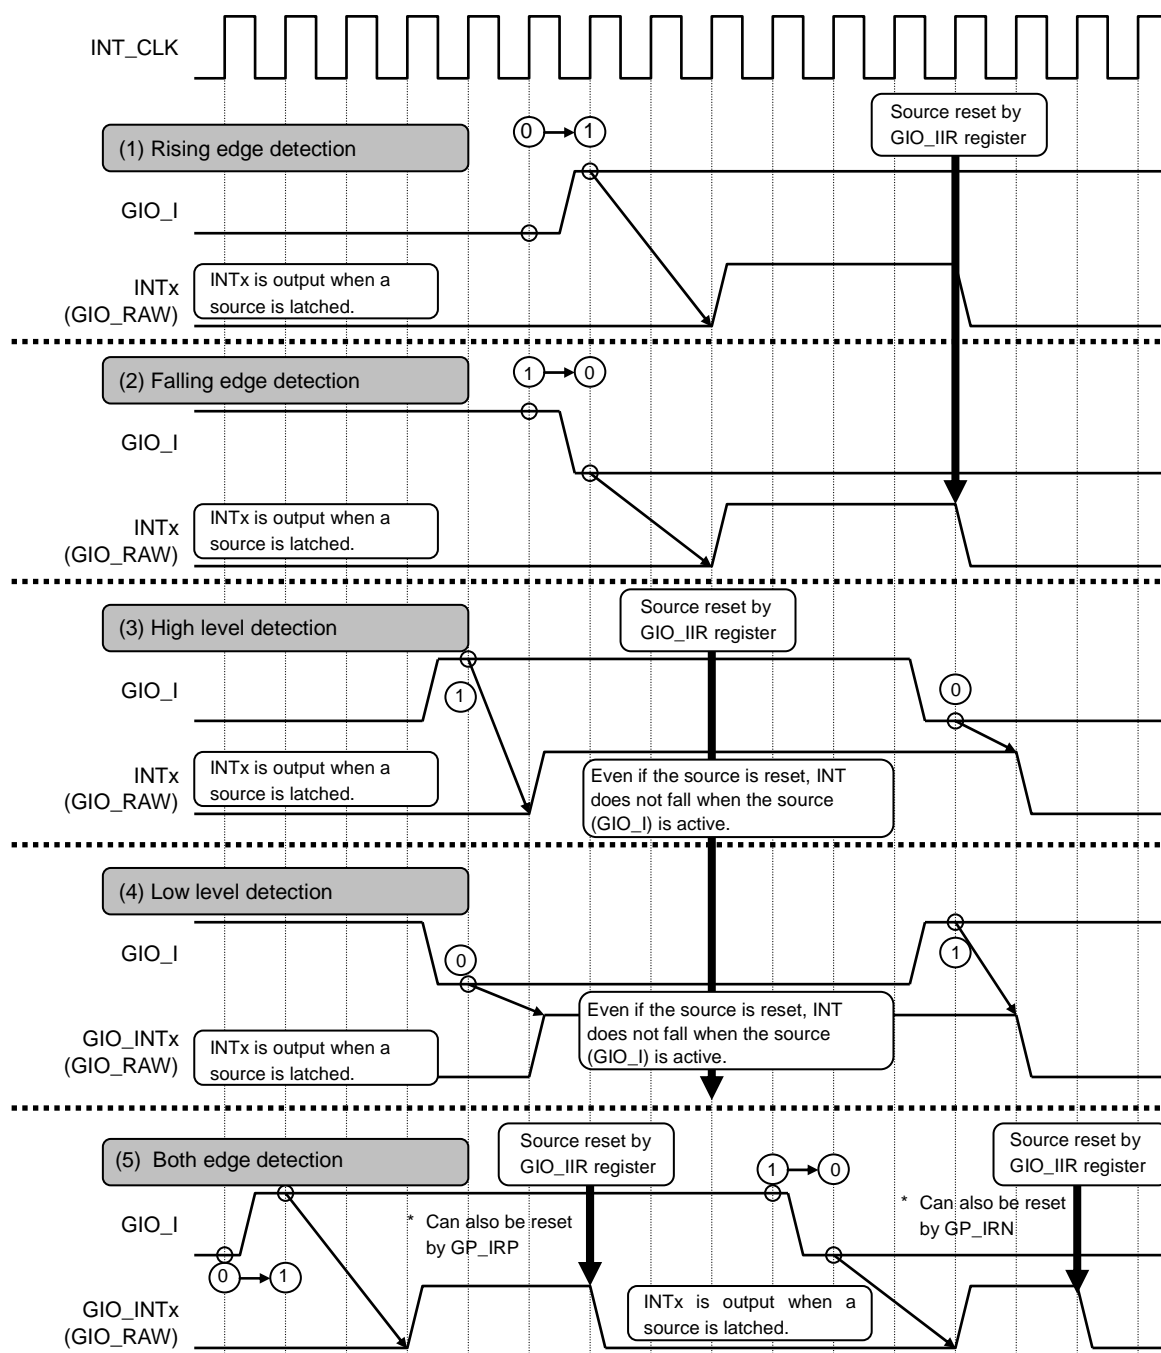 INT_CLK
Source reset by
GIO_IIR register
0 1
(1) Rising edge detection
GIO_I
INTx is output when a
source is latched.
INTx
(GIO_RAW)
1 0
(2) Falling edge detection
GIO_I
INTx is output when a
source is latched.
INTx
(GIO_RAW)
Source reset by
GIO_IIR register
(3) High level detection
GIO_I
1
0
INTx is output when a
source is latched.
INTx
(GIO_RAW)
Even if the source is reset, INT
does not fall when the source
(GIO_I) is active.
(4) Low level detection
GIO_I
0
1
Even if the source is reset, INT
does not fall when the source
(GIO_I) is active.
GIO_INTx
(GIO_RAW)
INTx is output when a
source is latched.
(5) Both edge detection
Source reset by
GIO_IIR register
1 0
Source reset by
GIO_IIR register
GIO_I
* Can also be reset
by GP_IRP
* Can also be reset
by GP_IRN
0 1
GIO_INTx
(GIO_RAW)
INTx is output when a
source is latched.